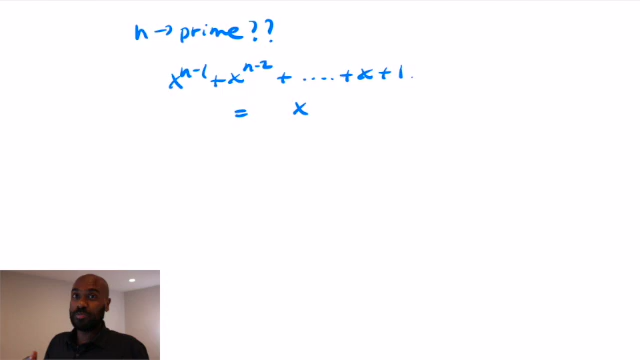 n → prime??
x^{n-1} + x^{n-2} + .... + x + 1.
= x